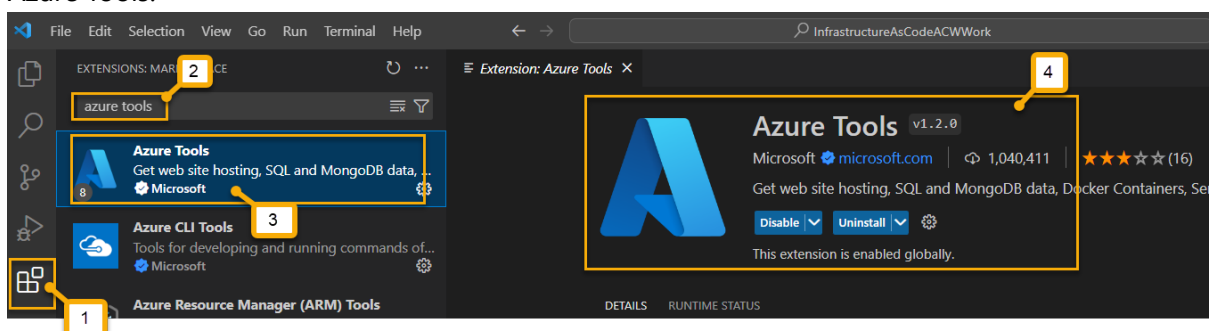 Azure Tools.
File Edit Selection View Go Run Terminal Help
InfrastructureAsCodeACWWork
EXTENSIONS:
2
Extension: Azure Tools
4
azure tools
Azure Tools
Get web site hosting, SQL and MongoDB data, ...
Microsoft
8
3
Azure CLI Tools
Tools for developing and running commands of...
Microsoft
Azure Resource Manager (ARM) Tools
1
Azure Tools v1.2.0
Microsoft microsoft.com 1,040,411 (16)
Get web site hosting, SQL and MongoDB data, Docker Containers,
Disable Uninstall
This extension is enabled globally.
DETAILS RUNTIME STATUS